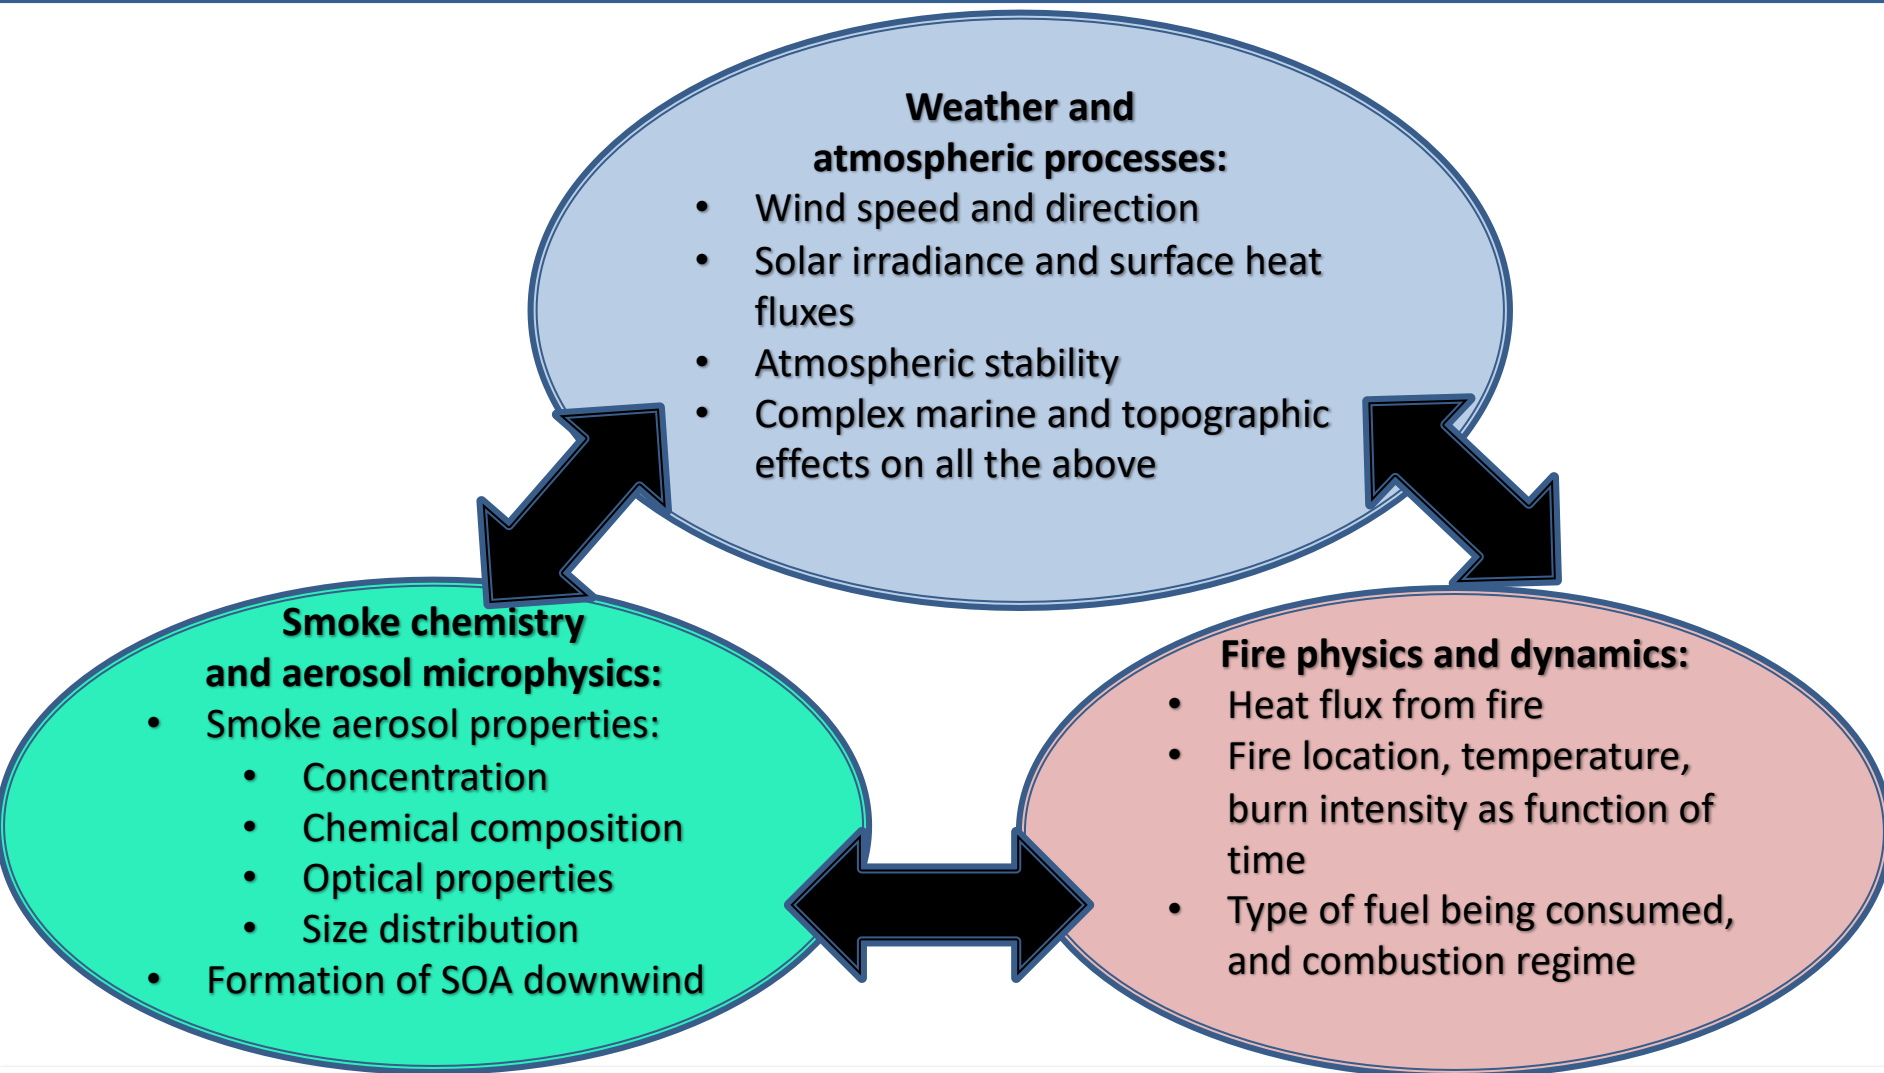 Weather and
atmospheric processes:
• Wind speed and direction
• Solar irradiance and surface heat
fluxes
• Atmospheric stability
• Complex marine and topographic
effects on all the above
Smoke chemistry
and aerosol microphysics:
• Smoke aerosol properties:
• Concentration
• Chemical composition
• Optical properties
• Size distribution
• Formation of SOA downwind
Fire physics and dynamics:
• Heat flux from fire
• Fire location, temperature,
burn intensity as function of
time
• Type of fuel being consumed,
and combustion regime